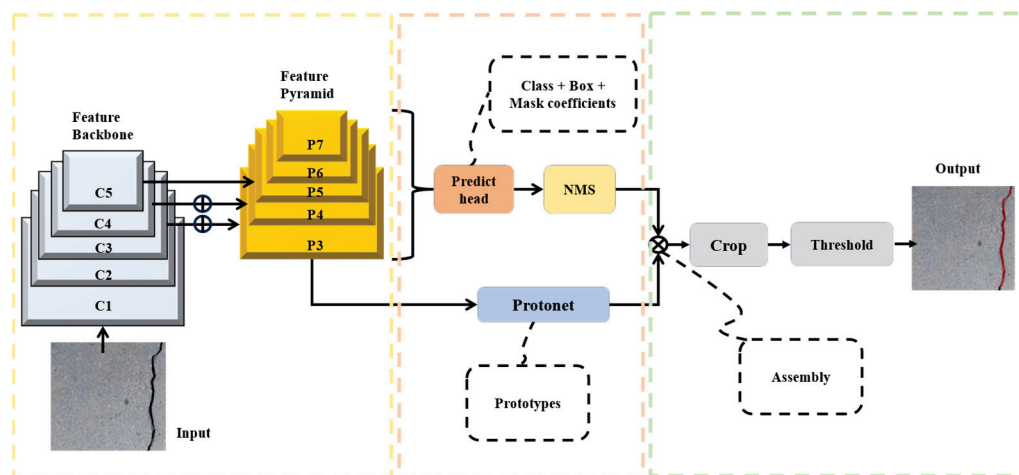 Feature
Backbone
C5
C4
C3
C2
C1
Input
Feature
Pyramid
P7
P6
P5
P4
P3
Class + Box +
Mask coefficients
Predict
head
NMS
Protonet
Prototypes
Crop
Threshold
Assembly
Output